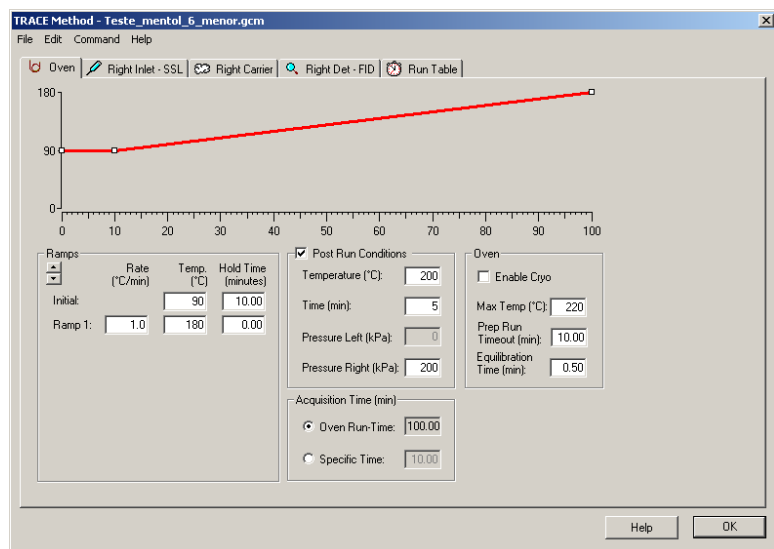 TRACE Method - Teste_mentol_6_menor.gcm
File Edit Command Help
Oven Right Inlet - SSL Right Carrier Right Det - FID Run Table
180
90
0
0 10 20 30 40 50 60 70 80 90 100
Ramps
Rate Temp. Hold Time
(°C/min) (°C) (minutes)
Initial: 90 10.00
Ramp 1: 1.0 180 0.00
Post Run Conditions
Temperature (°C): 200
Time (min): 5
Pressure Left (kPa): 0
Pressure Right (kPa): 200
Acquisition Time (min)
Oven Run-Time: 100.00
Specific Time: 10.00
Oven
Enable Cryo
Max Temp (°C): 220
Prep Run
Timeout (min): 10.00
Equilibration
Time (min): 0.50
Help OK